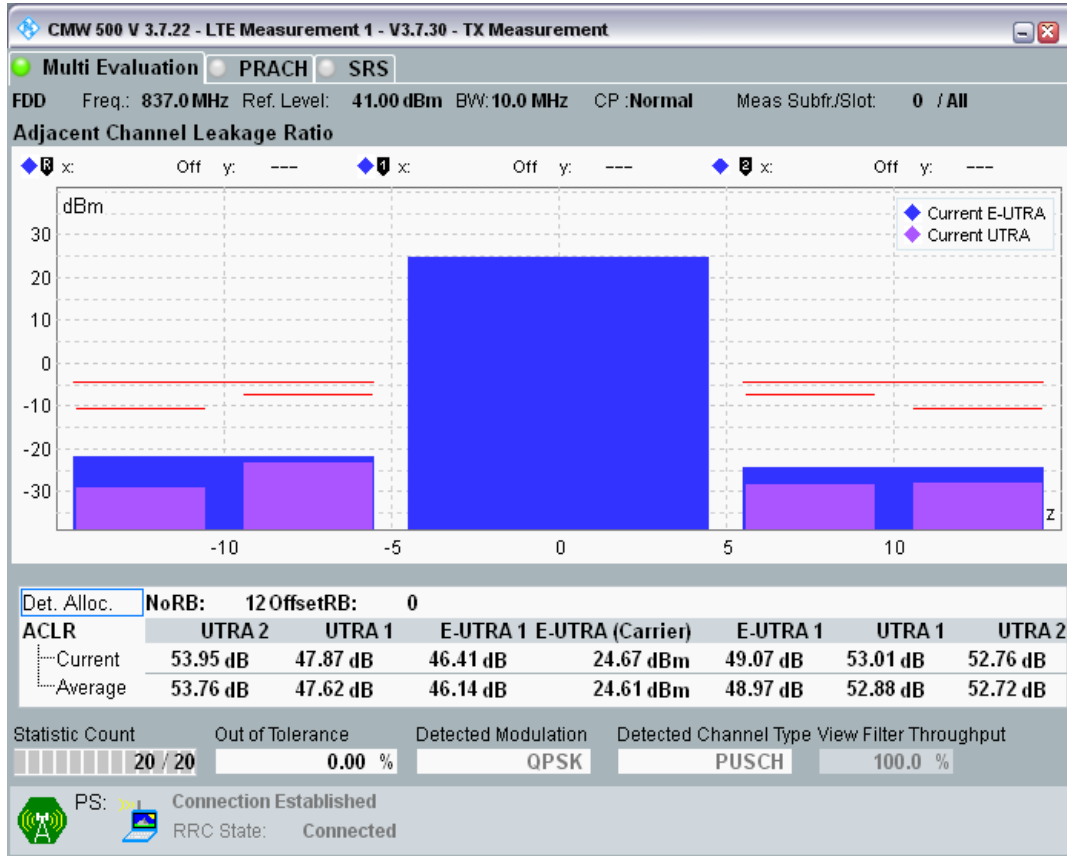 CMW 500 V 3.7.22 - LTE Measurement 1 - V3.7.30 - TX Measurement
Multi Evaluation PRACH SRS
FDD Freq.: 837.0 MHz Ref. Level: 41.00 dBm BW: 10.0 MHz CP :Normal Meas Subfr./Slot: 0 / All
Adjacent Channel Leakage Ratio
R x: Off y: --- 1 x: Off y: --- 2 x: Off y: ---
dBm
Current E-UTRA
Current UTRA
30
20
10
0
-10
-20
-30
z
-10 -5 0 5 10
Det. Alloc. NoRB: 12 OffsetRB: 0
ACLR UTRA 2 UTRA 1 E-UTRA 1 E-UTRA (Carrier) E-UTRA 1 UTRA 1 UTRA 2
Current 53.95 dB 47.87 dB 46.41 dB 24.67 dBm 49.07 dB 53.01 dB 52.76 dB
Average 53.76 dB 47.62 dB 46.14 dB 24.61 dBm 48.97 dB 52.88 dB 52.72 dB
Statistic Count Out of Tolerance Detected Modulation Detected Channel Type View Filter Throughput
20 / 20 0.00 % QPSK PUSCH 100.0 %
PS: Connection Established
RRC State: Connected